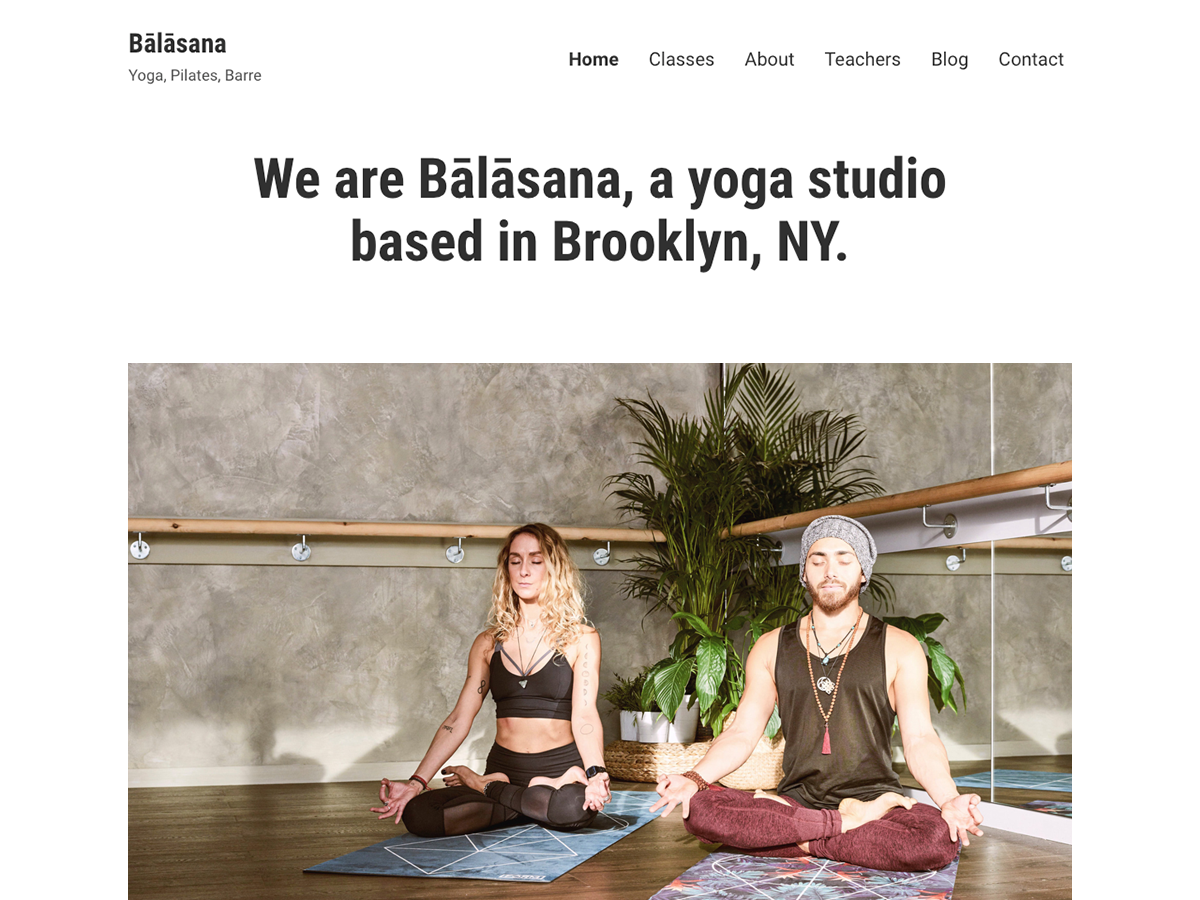 Bālāsana
Yoga, Pilates, Barre
Home Classes About Teachers Blog Contact
We are Bālāsana, a yoga studio
based in Brooklyn, NY.